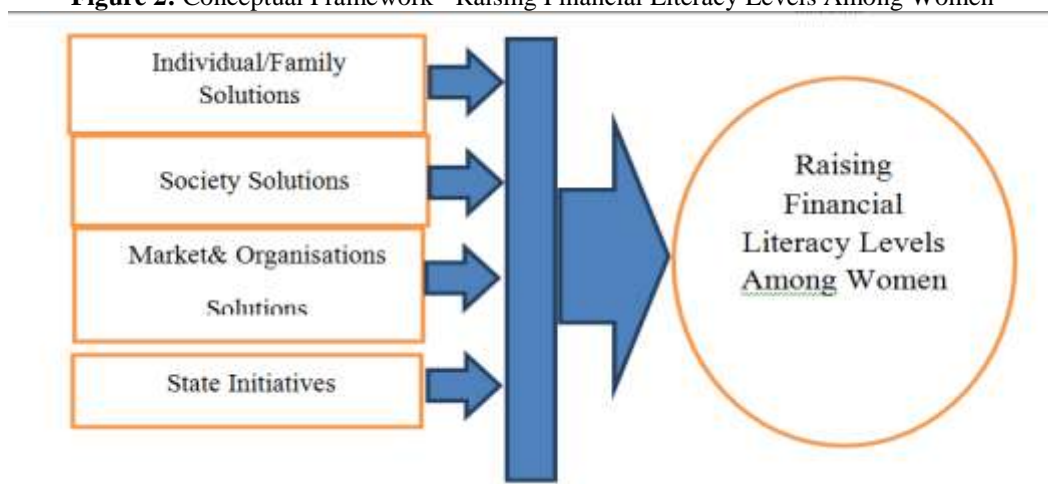 Figure 2: Conceptual Framework - Raising Financial Literacy Levels Among Women
Individual/Family
Solutions
Society Solutions
Market& Organisations
Solutions
State Initiatives
Raising
Financial
Literacy Levels
Among Women